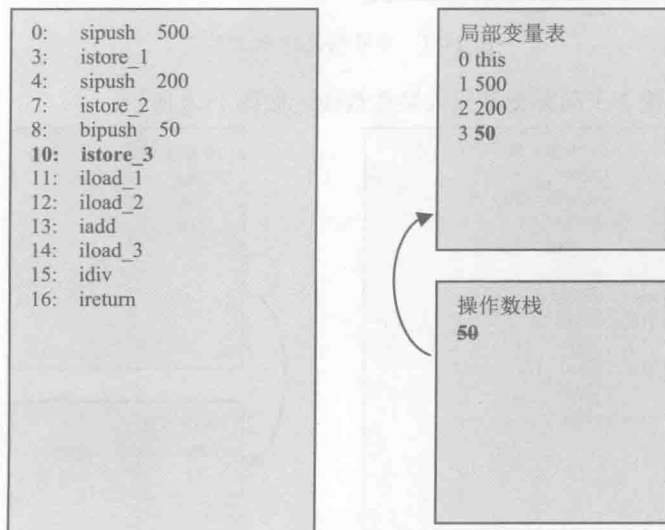 0: sipush 500
3: istore_1
4: sipush 200
7: istore_2
8: bipush 50
10: istore_3
11: iload_1
12: iload_2
13: iadd
14: iload_3
15: idiv
16: ireturn
局部变量表
0 this
1 500
2 200
3 50
操作数栈
50